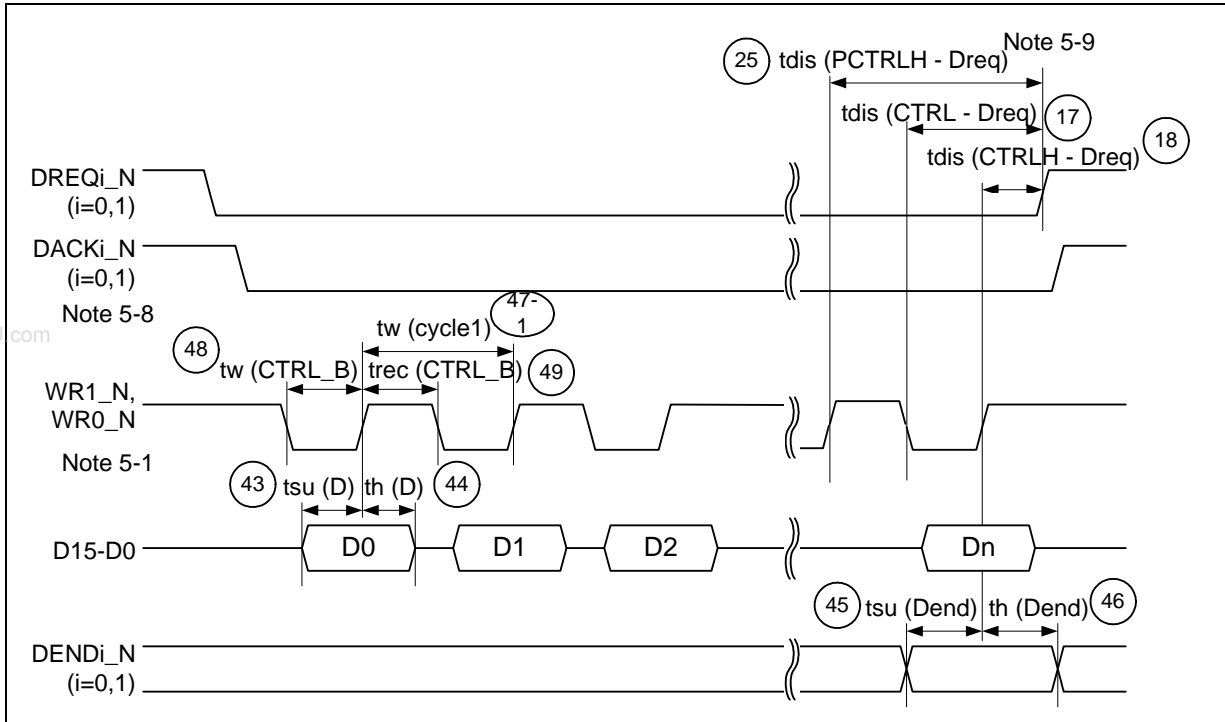 Note 5-9
25 tdis (PCTRLH - Dreq)
tdis (CTRL - Dreq) 17
tdis (CTRLH - Dreq) 18
DREQi_N
(i=0,1)
DACKi_N
(i=0,1)
Note 5-8
47-
1
tw (cycle1)
48
tw (CTRL_B) trec (CTRL_B) 49
WR1_N,
WR0_N
Note 5-1
43 tsu (D) th (D) 44
D15-D0 D0 D1 D2 Dn
45 tsu (Dend) th (Dend) 46
DENDi_N
(i=0,1)